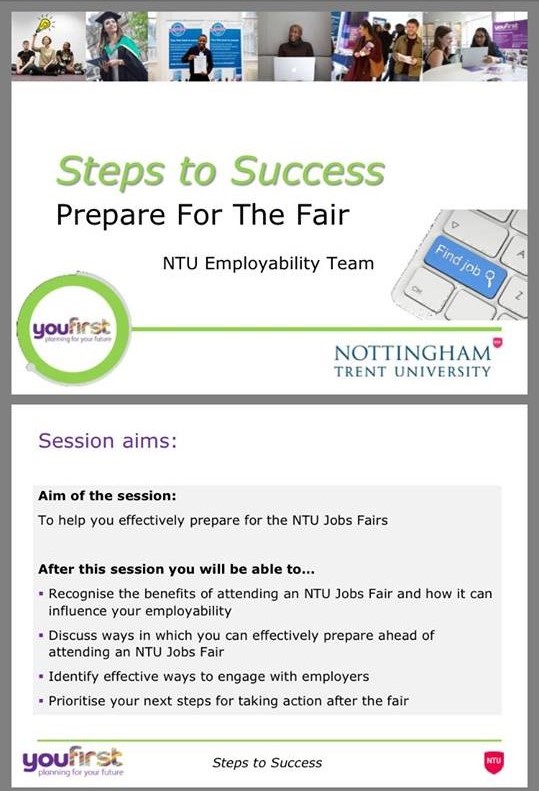 Steps to Success
Prepare For The Fair
NTU Employability Team
Find job
youfirst
planning for your future
NOTTINGHAM
TRENT UNIVERSITY
Session aims:
Aim of the session:
To help you effectively prepare for the NTU Jobs Fairs
After this session you will be able to...
▪ Recognise the benefits of attending an NTU Jobs Fair and how it can
influence your employability
▪ Discuss ways in which you can effectively prepare ahead of
attending an NTU Jobs Fair
▪ Identify effective ways to engage with employers
▪ Prioritise your next steps for taking action after the fair
youfirst
planning for your future
Steps to Success
NTU